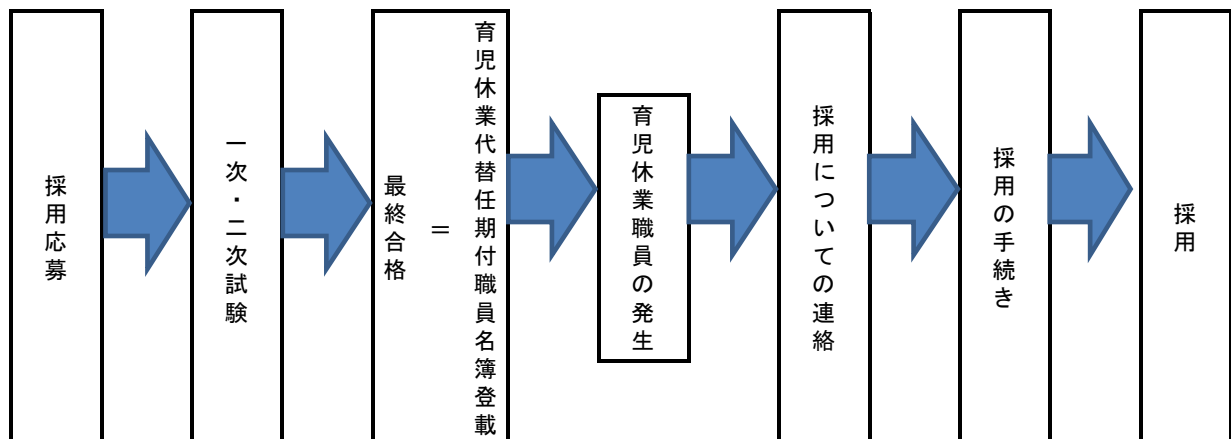 採用応募
一次・二次試験
最終合格
＝
育児休業代替任期付職員名簿登載
育児休業職員の発生
採用についての連絡
採用の手続き
採用